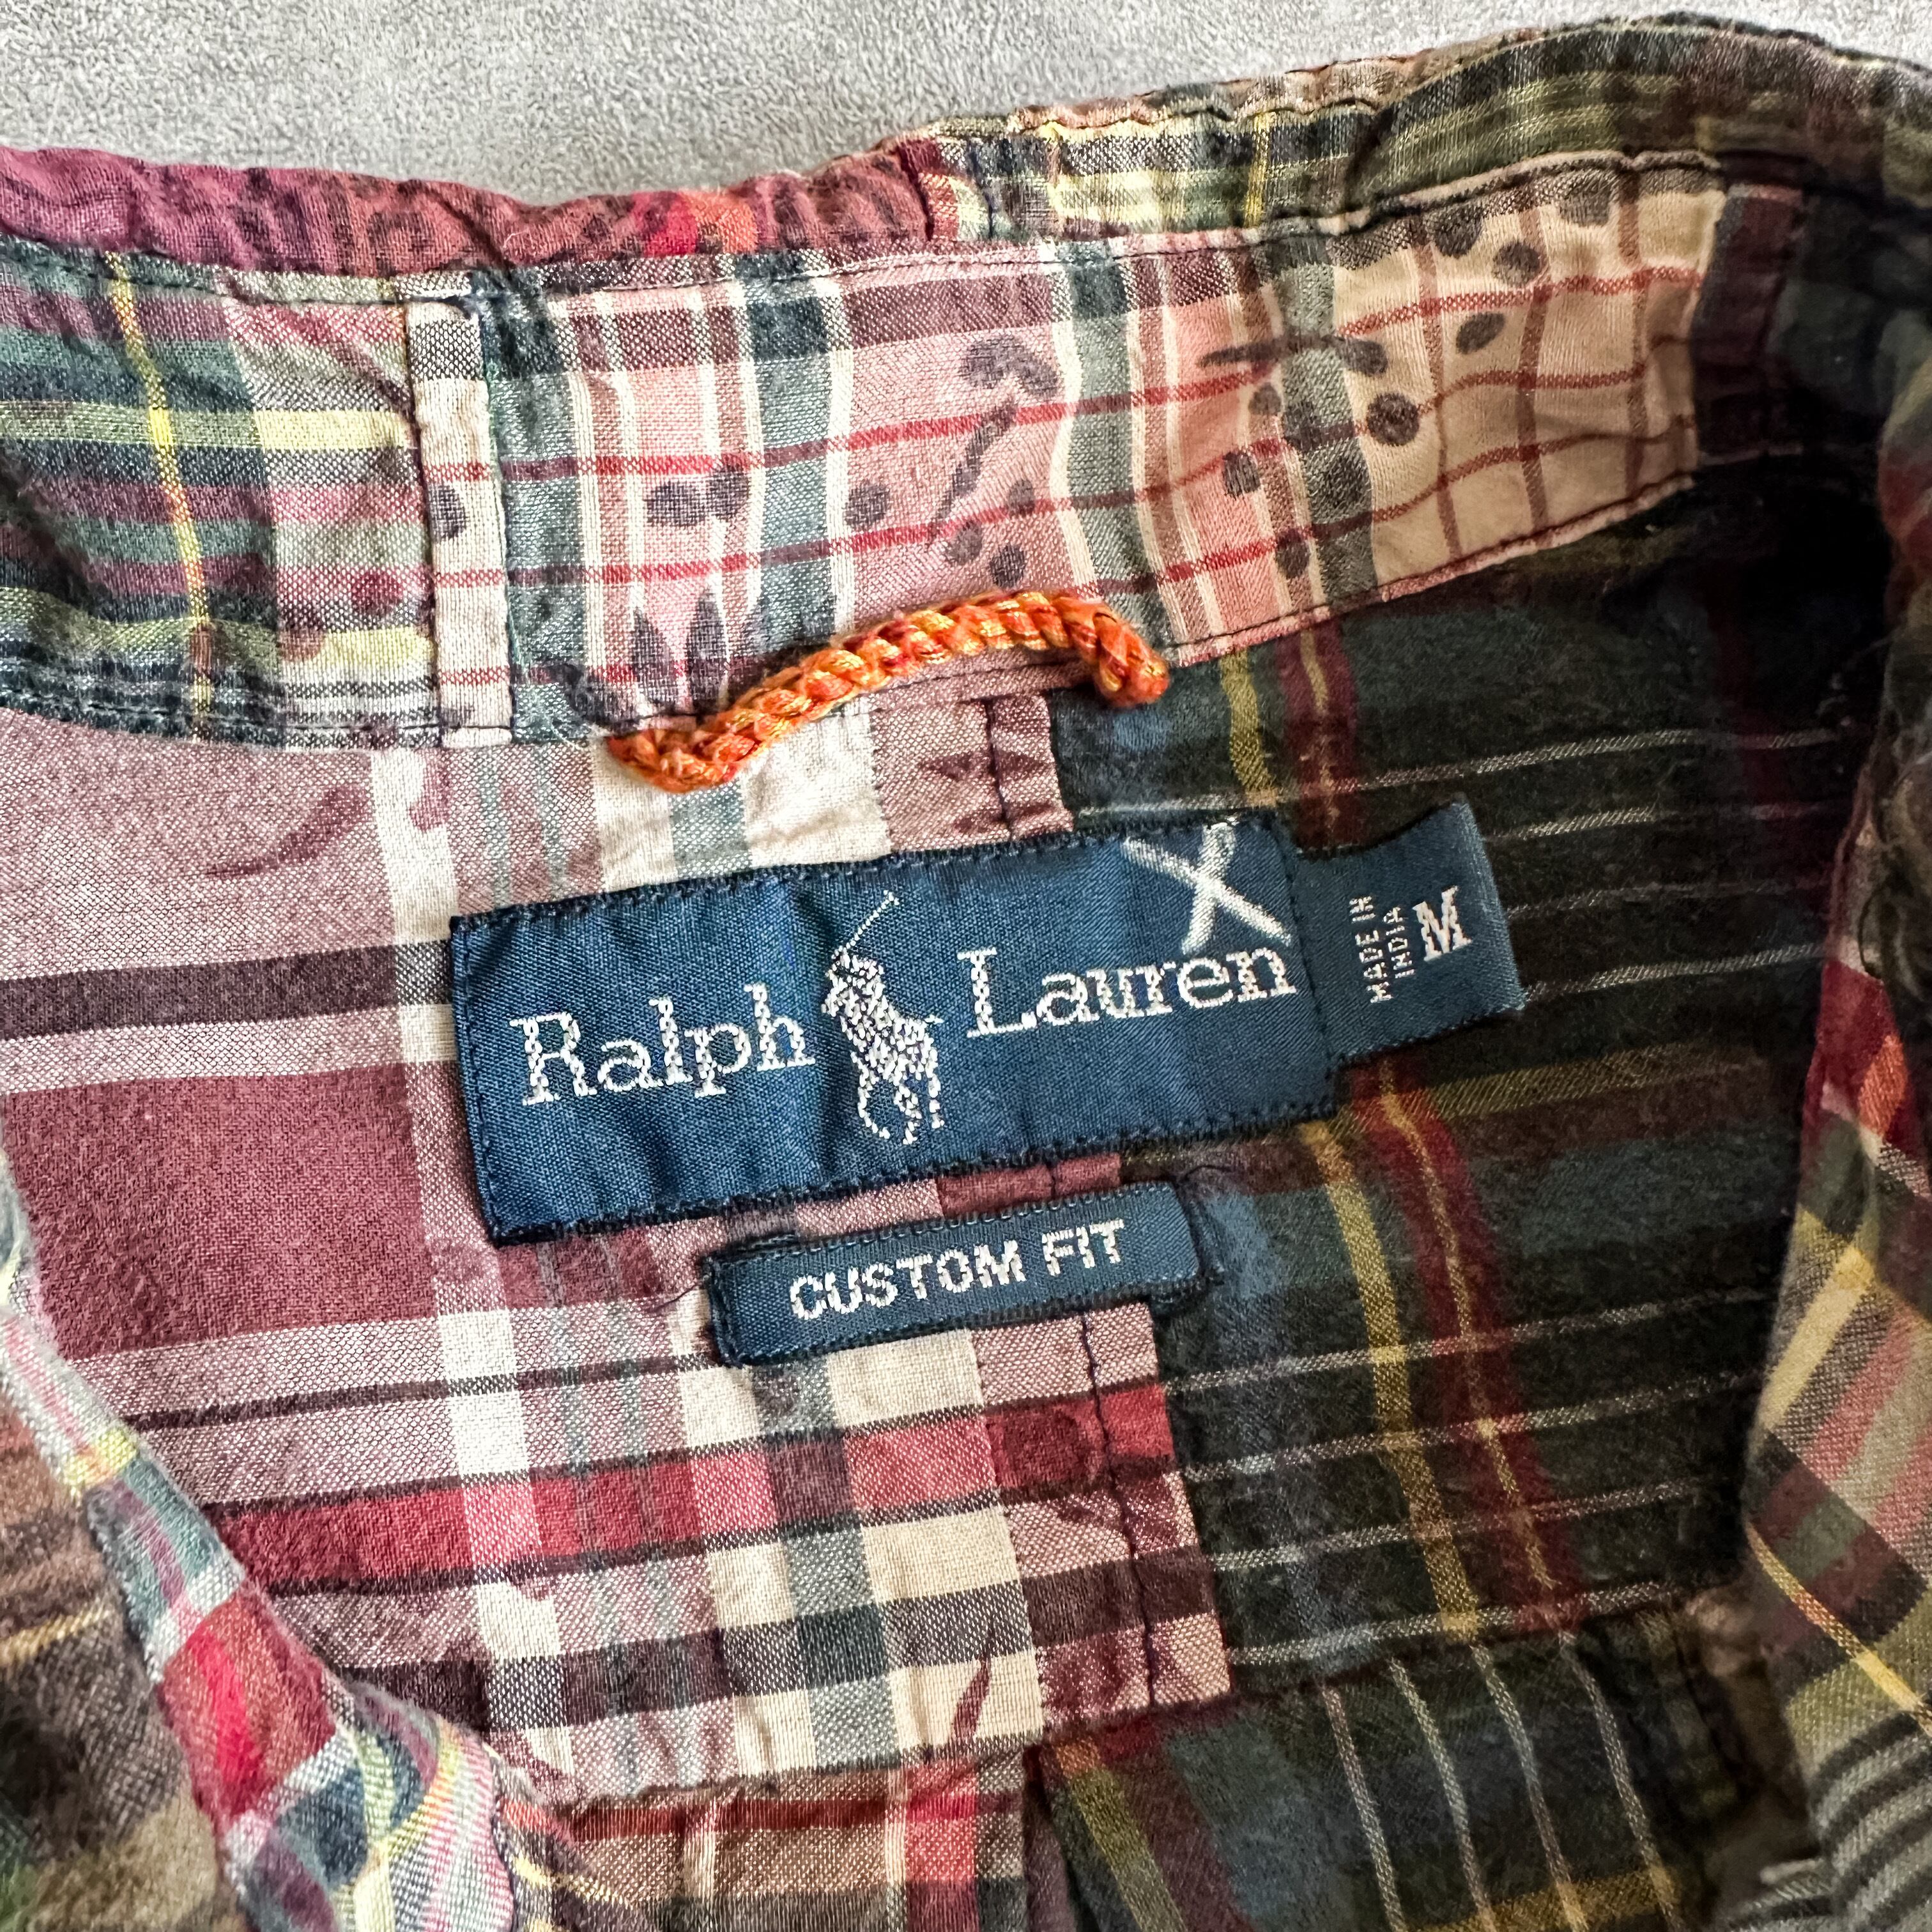 Ralph Lauren
MADE IN
INDIA
M
CUSTOM FIT